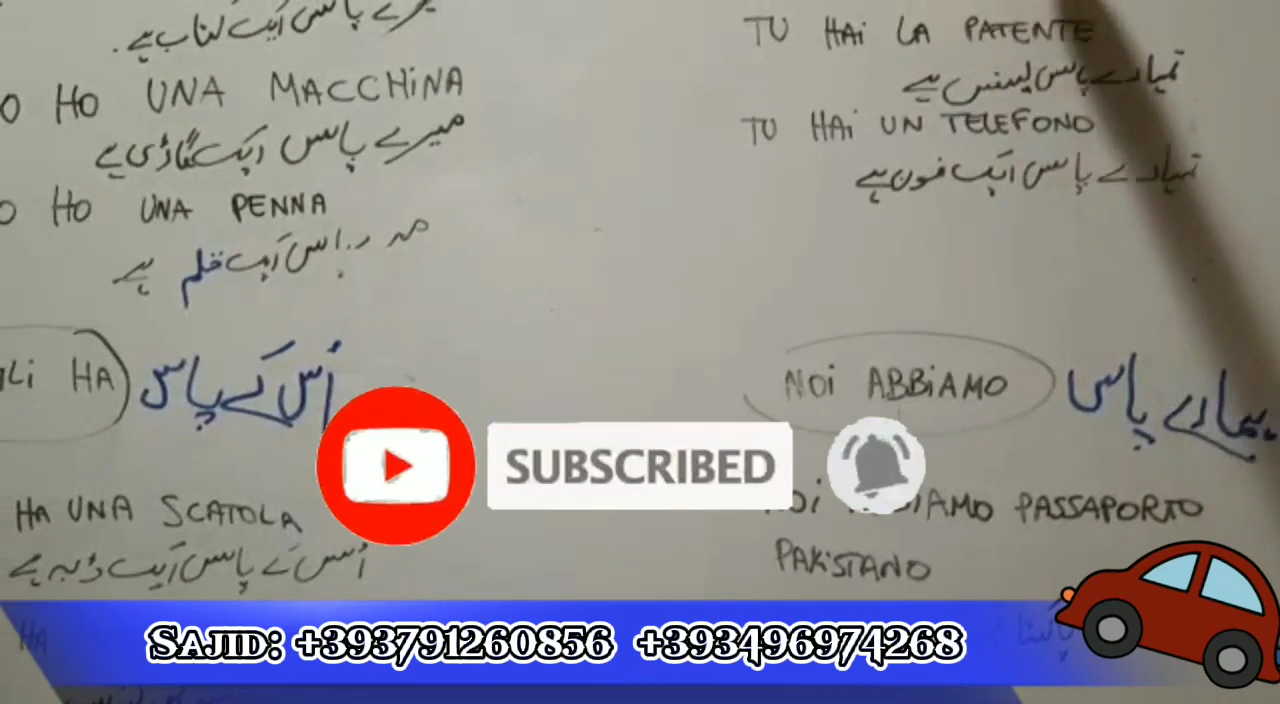 میرے پاس ایک کتاب ہے.
O HO UNA MACCHINA
میرے پاس ایک گاڑی ہے
O HO UNA PENNA
پاس ایک قلم ہے
TU HAI LA PATENTE
تمہارے پاس لیسنس ہے
TU HAI UN TELEFONO
تمہارے پاس ایک فون ہے
LI HA
اُس کے پاس
HA UNA SCATOLA
اُس کے پاس ایک ڈبہ ہے
HA
NOI ABBIAMO
ہمارے پاس
PASSAPORTO
PAKISTANO
SUBSCRIBED
SAJID: +393791260856 +393496974268